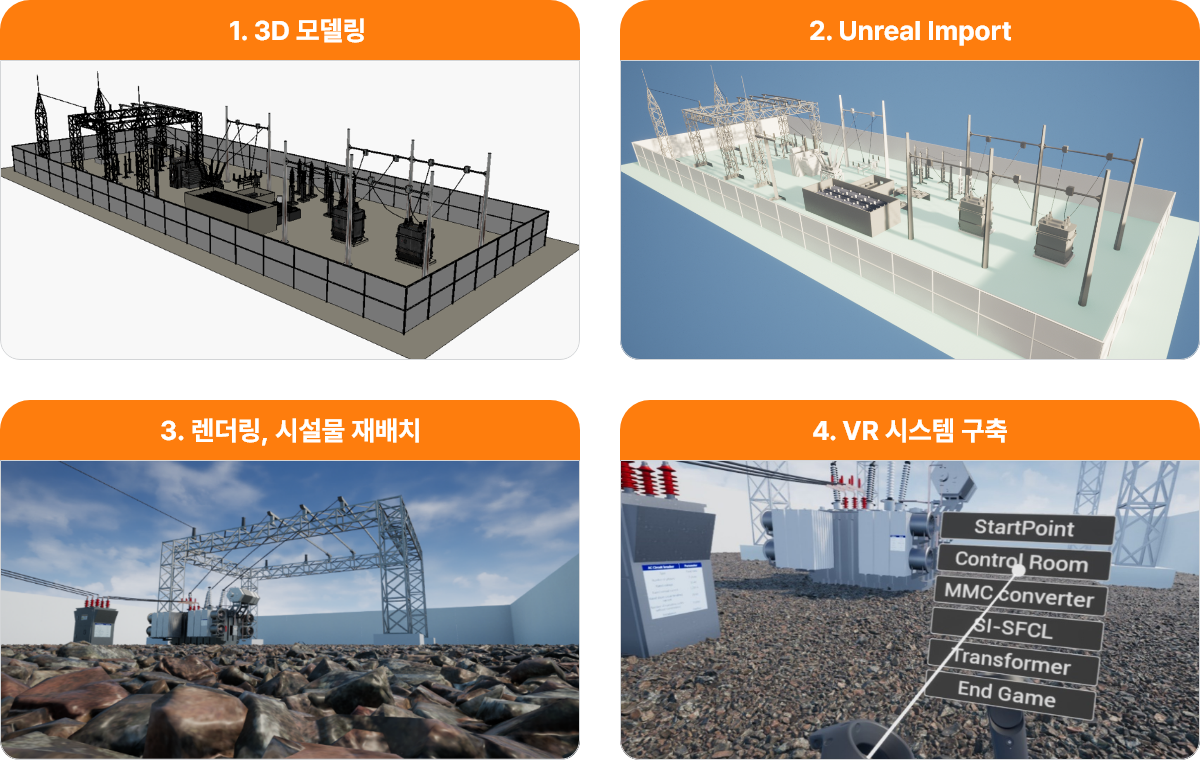 1. 3D 모델링
2. Unreal Import
3. 렌더링, 시설물 재배치
4. VR 시스템 구축
StartPoint
Control Room
MMC converter
SI-SFCL
Transformer
End Game